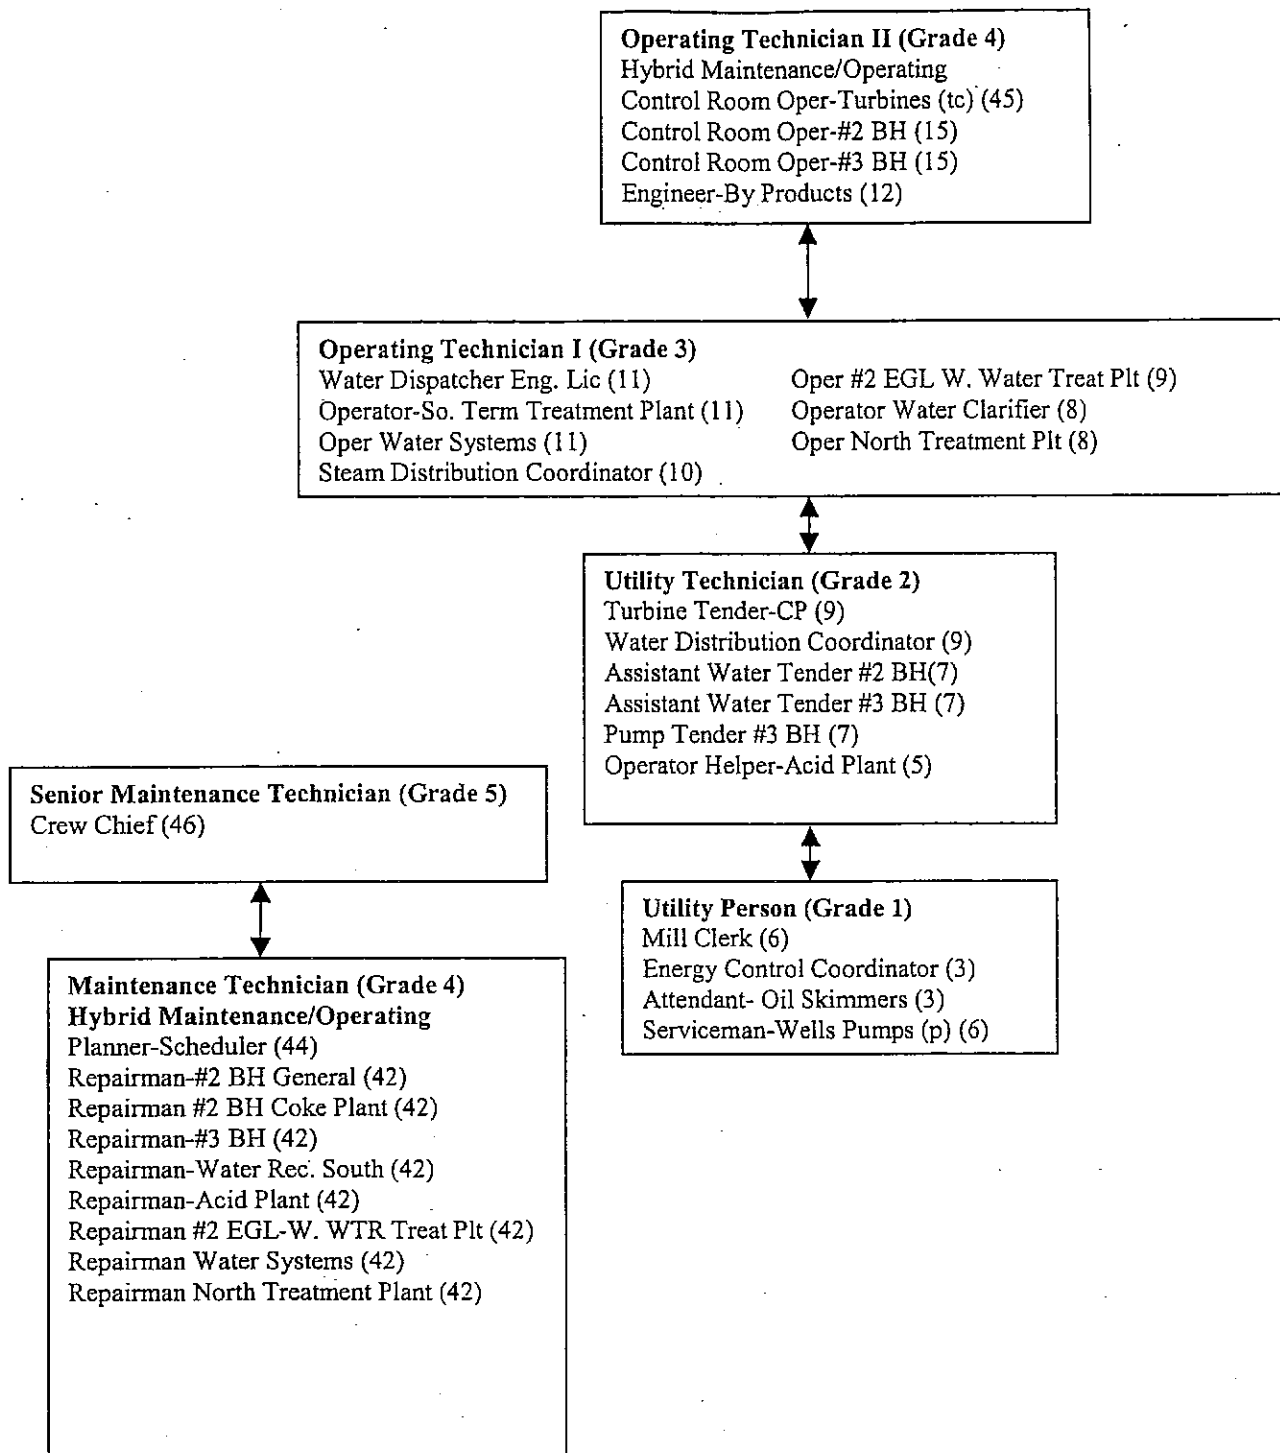 Operating Technician II (Grade 4)
Hybrid Maintenance/Operating
Control Room Oper-Turbines (tc) (45)
Control Room Oper-#2 BH (15)
Control Room Oper-#3 BH (15)
Engineer-By Products (12)
Operating Technician I (Grade 3)
Water Dispatcher Eng. Lic (11)
Operator-So. Term Treatment Plant (11)
Oper Water Systems (11)
Steam Distribution Coordinator (10)
Oper #2 EGL W. Water Treat Plt (9)
Operator Water Clarifier (8)
Oper North Treatment Plt (8)
Utility Technician (Grade 2)
Turbine Tender-CP (9)
Water Distribution Coordinator (9)
Assistant Water Tender #2 BH(7)
Assistant Water Tender #3 BH (7)
Pump Tender #3 BH (7)
Operator Helper-Acid Plant (5)
Senior Maintenance Technician (Grade 5)
Crew Chief (46)
Utility Person (Grade 1)
Mill Clerk (6)
Energy Control Coordinator (3)
Attendant- Oil Skimmers (3)
Serviceman-Wells Pumps (p) (6)
Maintenance Technician (Grade 4)
Hybrid Maintenance/Operating
Planner-Scheduler (44)
Repairman-#2 BH General (42)
Repairman #2 BH Coke Plant (42)
Repairman-#3 BH (42)
Repairman-Water Rec. South (42)
Repairman-Acid Plant (42)
Repairman #2 EGL-W. WTR Treat Plt (42)
Repairman Water Systems (42)
Repairman North Treatment Plant (42)